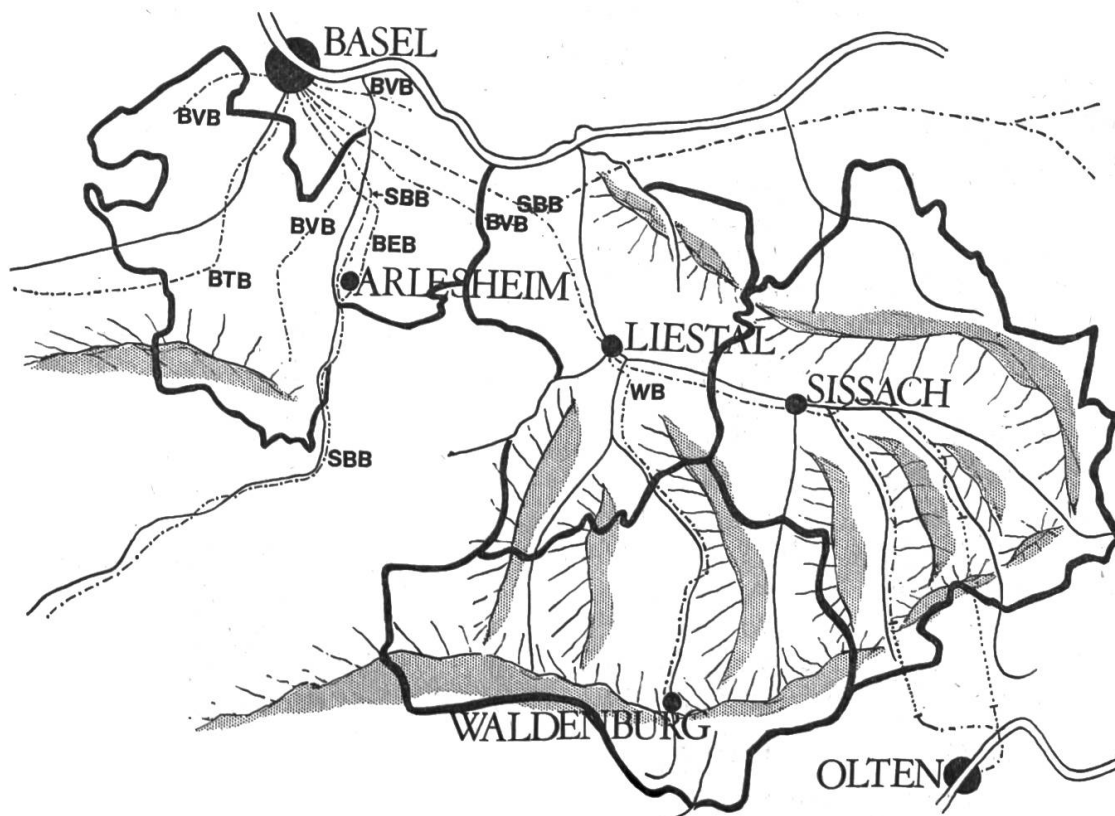 BASEL
BVB
BVB
SBB
SBB
BVB
BVB
BEB
BTB
ARLESHEIM
LIESTAL
WB
SISSACH
SBB
WALDENBURG
OLTEN